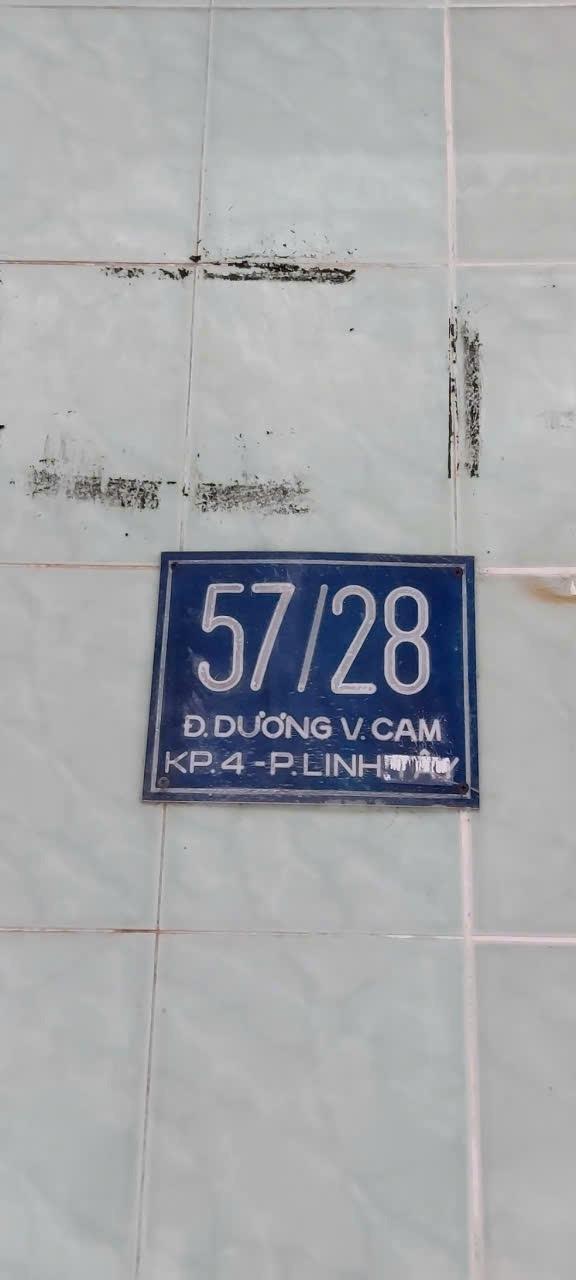 57/28
Đ. DƯƠNG V. CAM
KP. 4 - P. LINH